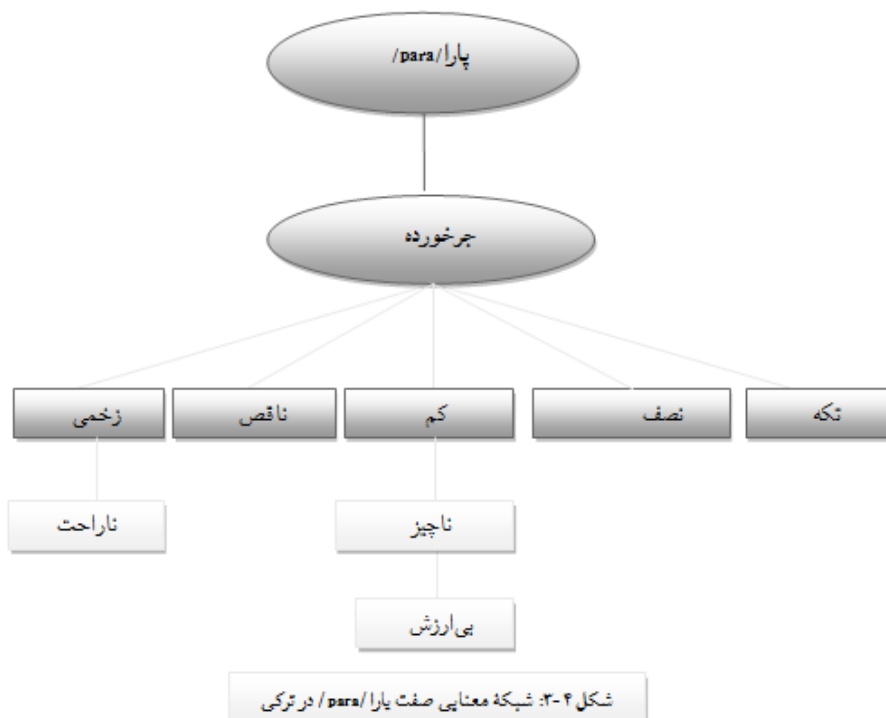 پارا /para/
جرخورده
تکه
نصف
کم
ناقص
زخمی
ناچیز
ناراحت
بی‌ارزش
شکل ۴-۳: شبکهٔ معنایی صفت پارا /para/ در ترکی